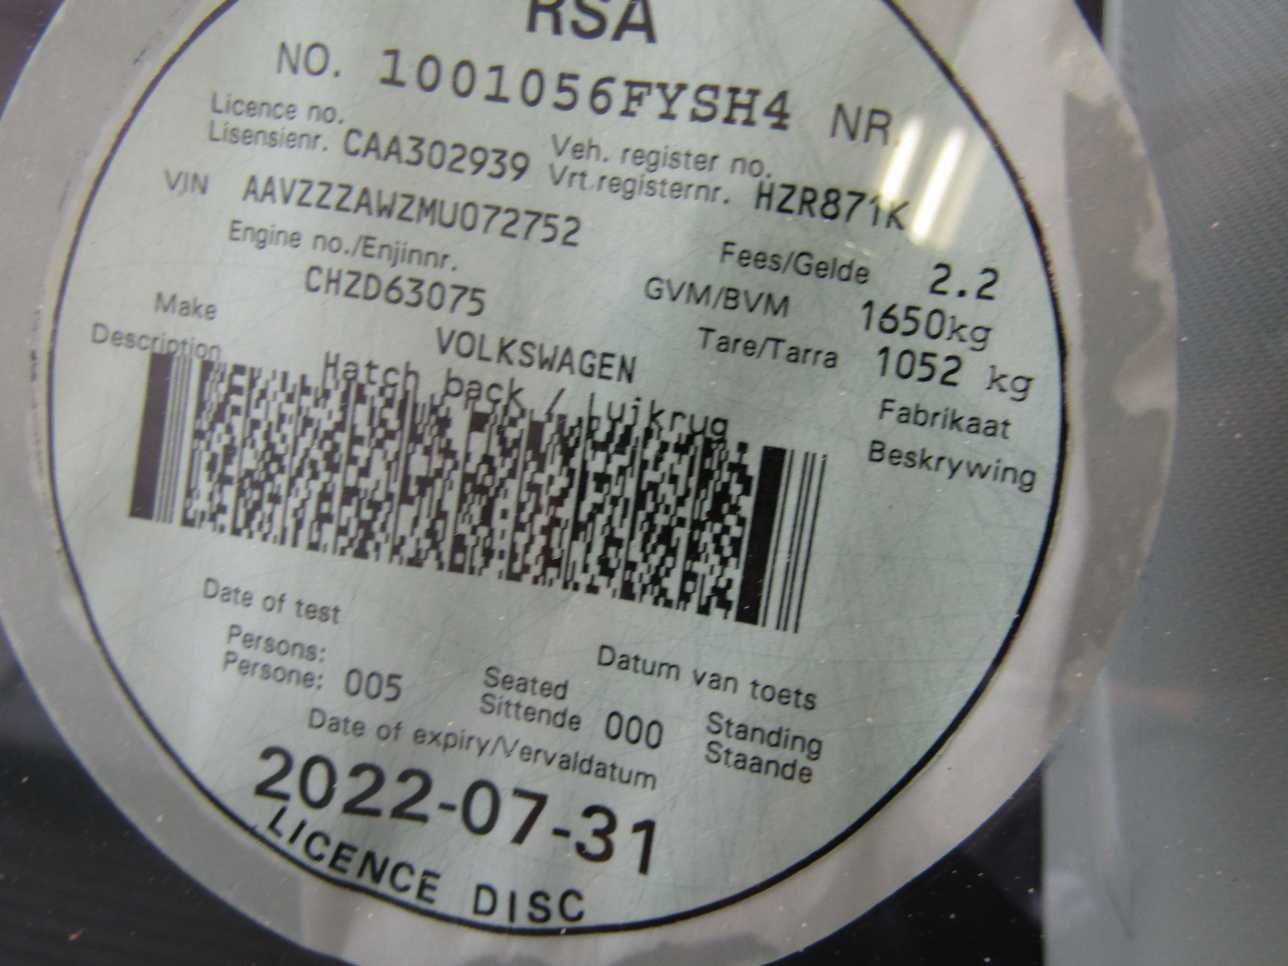 RSA
NO. 1001056FYSH4 NR.
Licence no.
Lisensienr. CAA302939
Veh. register no.
Vrt.registernr. HZR871K
VIN AAVZZZAWZMU072752
Engine no./Enjinnr.
CHZD63075
Fees/Gelde 2.2
GVM/BVM 1650kg
Tare/Tarra 1052 kg
Make VOLKSWAGEN Fabrikaat
Description Hatch back / Luikrug Beskrywing
Date of test Datum van toets
Persons:
Persone: 005
Seated
Sittende 000
Standing
Staande
Date of expiry/Vervaldatum
2022-07-31
LICENCE DISC